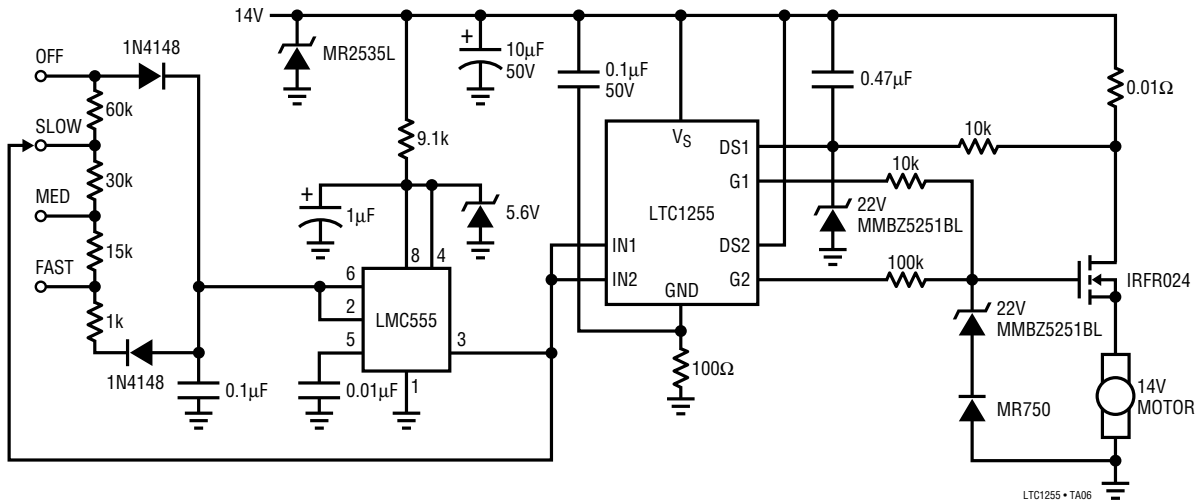 14V
OFF
1N4148
60k
SLOW
30k
MED
15k
FAST
1k
1N4148
0.1µF
MR2535L
+
10µF
50V
9.1k
+
1µF
5.6V
8
4
6
2
5
LMC555
3
1
0.01µF
0.1µF
50V
VS
DS1
G1
LTC1255
DS2
IN1
IN2
G2
GND
100Ω
0.47µF
10k
10k
22V
MMBZ5251BL
100k
0.01Ω
IRFR024
22V
MMBZ5251BL
MR750
14V
MOTOR
LTC1255 • TA06